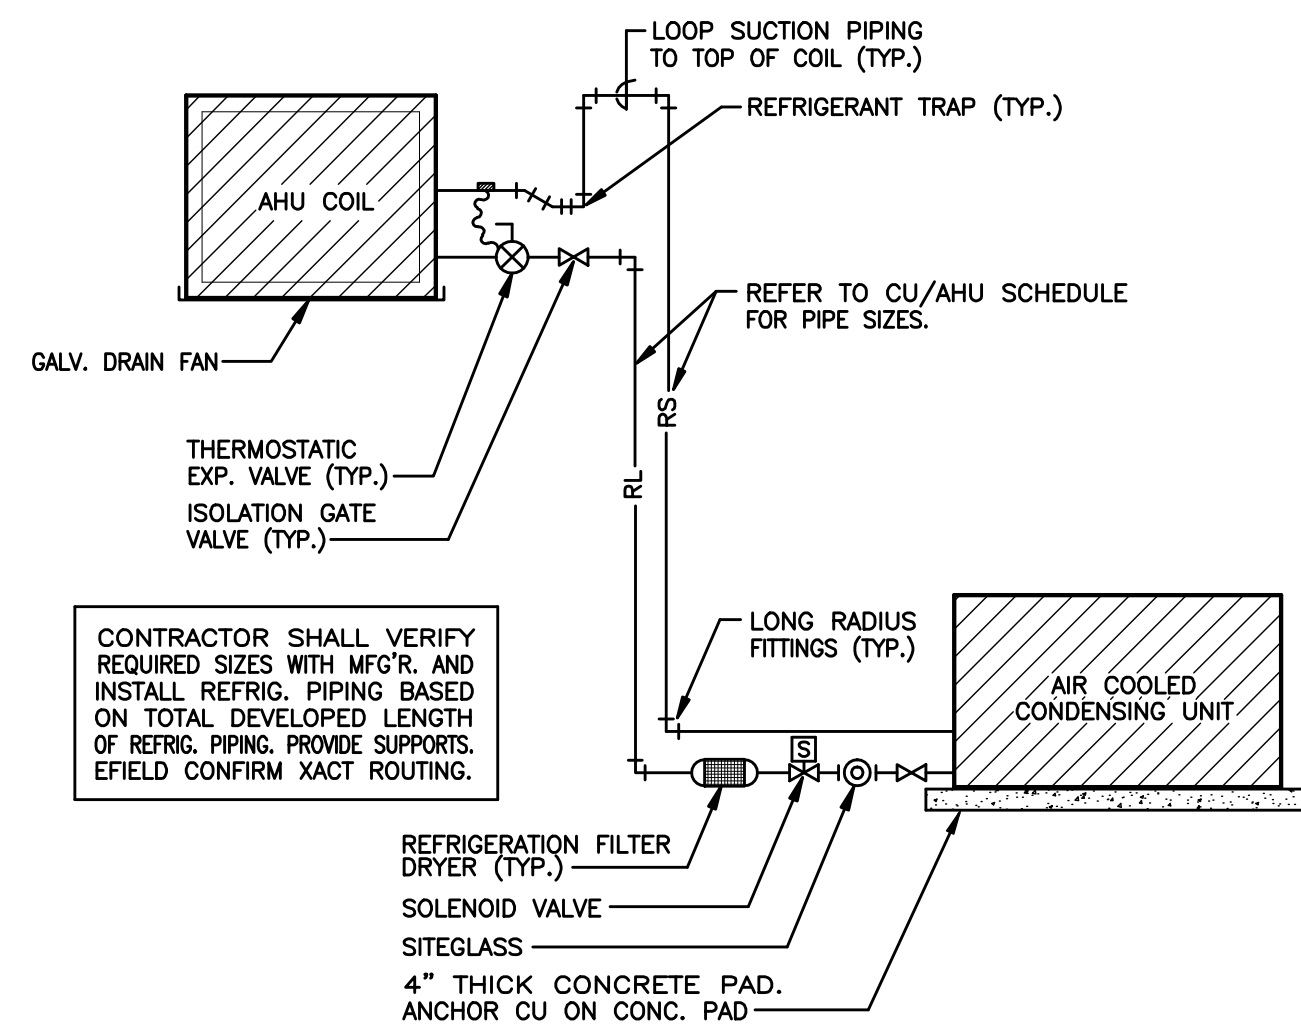 LOOP SUCTION PIPING
TO TOP OF COIL (TYP.)
REFRIGERANT TRAP (TYP.)
AHU COIL
REFER TO CU/AHU SCHEDULE
FOR PIPE SIZES.
GALV. DRAIN FAN
RS
THERMOSTATIC
EXP. VALVE (TYP.)
RL
ISOLATION GATE
VALVE (TYP.)
CONTRACTOR SHALL VERIFY
REQUIRED SIZES WITH MFG'R. AND
INSTALL REFRIG. PIPING BASED
ON TOTAL DEVELOPED LENGTH
OF REFRIG. PIPING. PROVIDE SUPPORTS.
EFIELD CONFIRM XACT ROUTING.
LONG RADIUS
FITTINGS (TYP.)
AIR COOLED
CONDENSING UNIT
S
REFRIGERATION FILTER
DRYER (TYP.)
SOLENOID VALVE
SITEGLASS
4" THICK CONCRETE PAD.
ANCHOR CU ON CONC. PAD